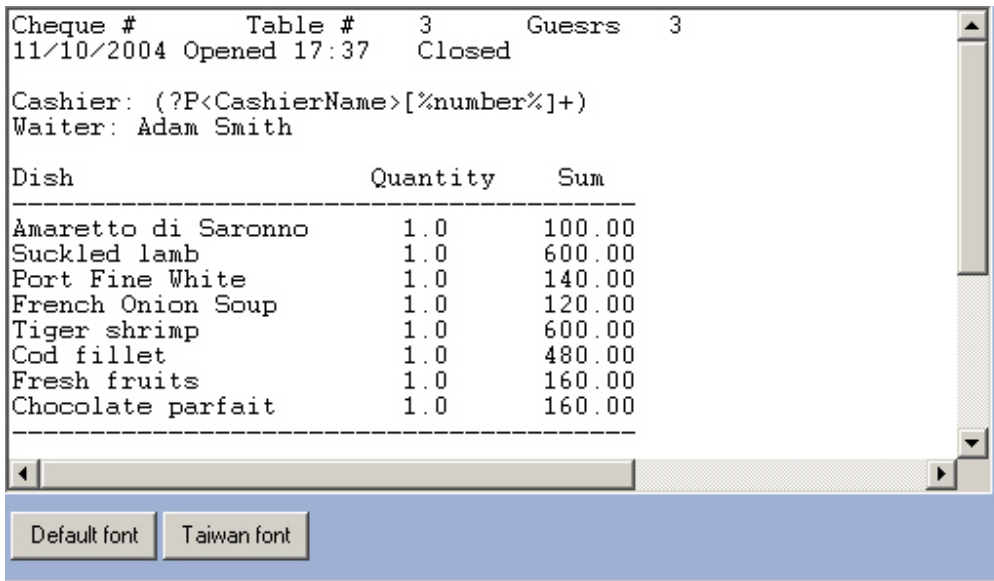 Cheque # Table # 3 Guesrs 3
11/10/2004 Opened 17:37 Closed
Cashier: (?P<CashierName>[%number%]+)
Waiter: Adam Smith
Dish Quantity Sum
----------------------------------------
Amaretto di Saronno 1.0 100.00
Suckled lamb 1.0 600.00
Port Fine White 1.0 140.00
French Onion Soup 1.0 120.00
Tiger shrimp 1.0 600.00
Cod fillet 1.0 480.00
Fresh fruits 1.0 160.00
Chocolate parfait 1.0 160.00
----------------------------------------
Default font Taiwan font